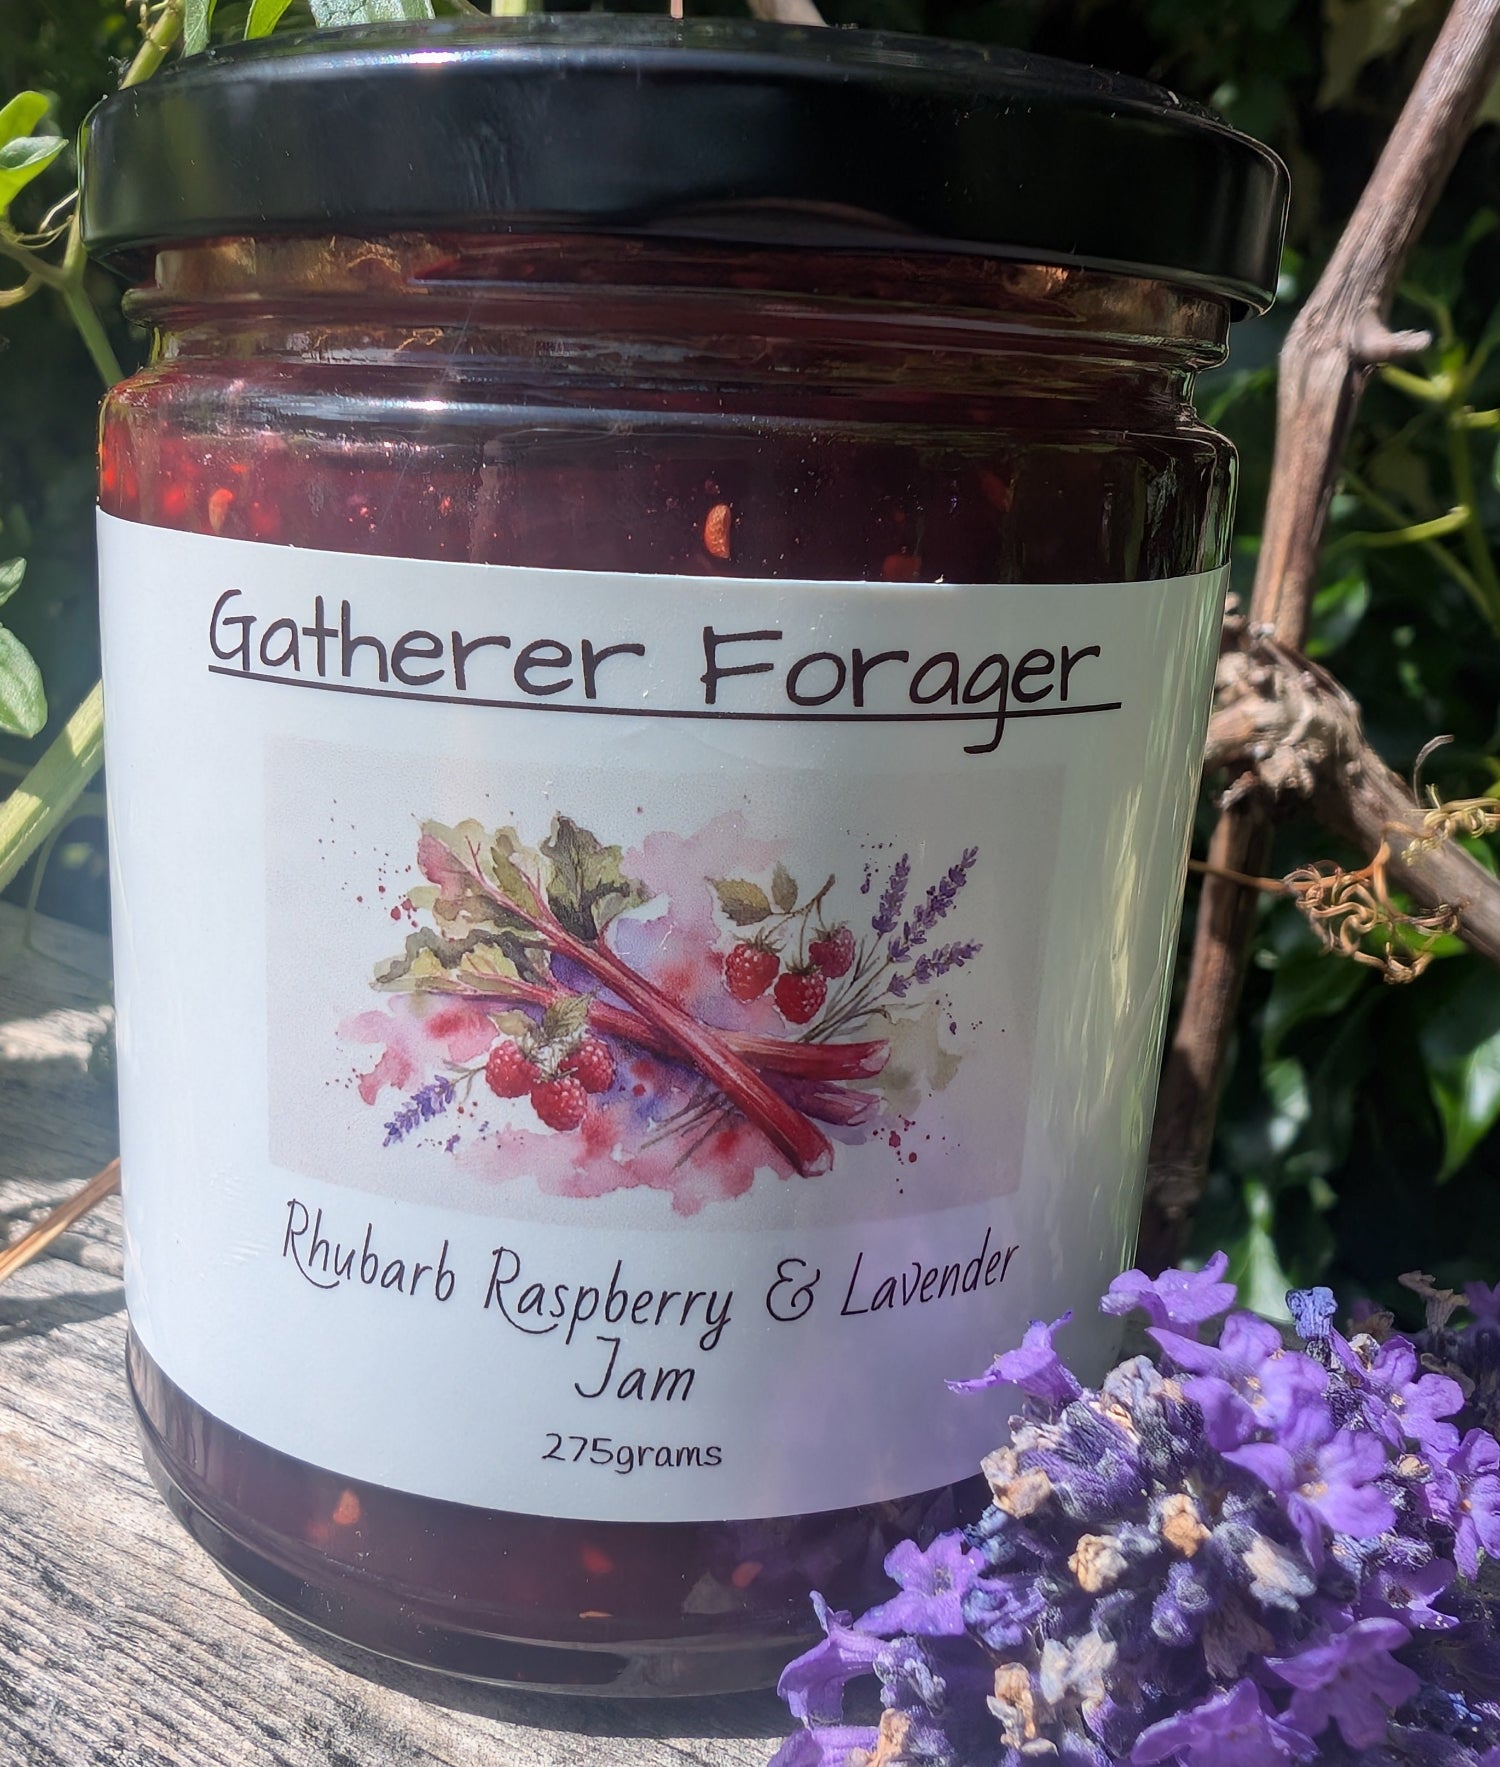 Gatherer Forager
Rhubarb Raspberry & Lavender
Jam
275grams